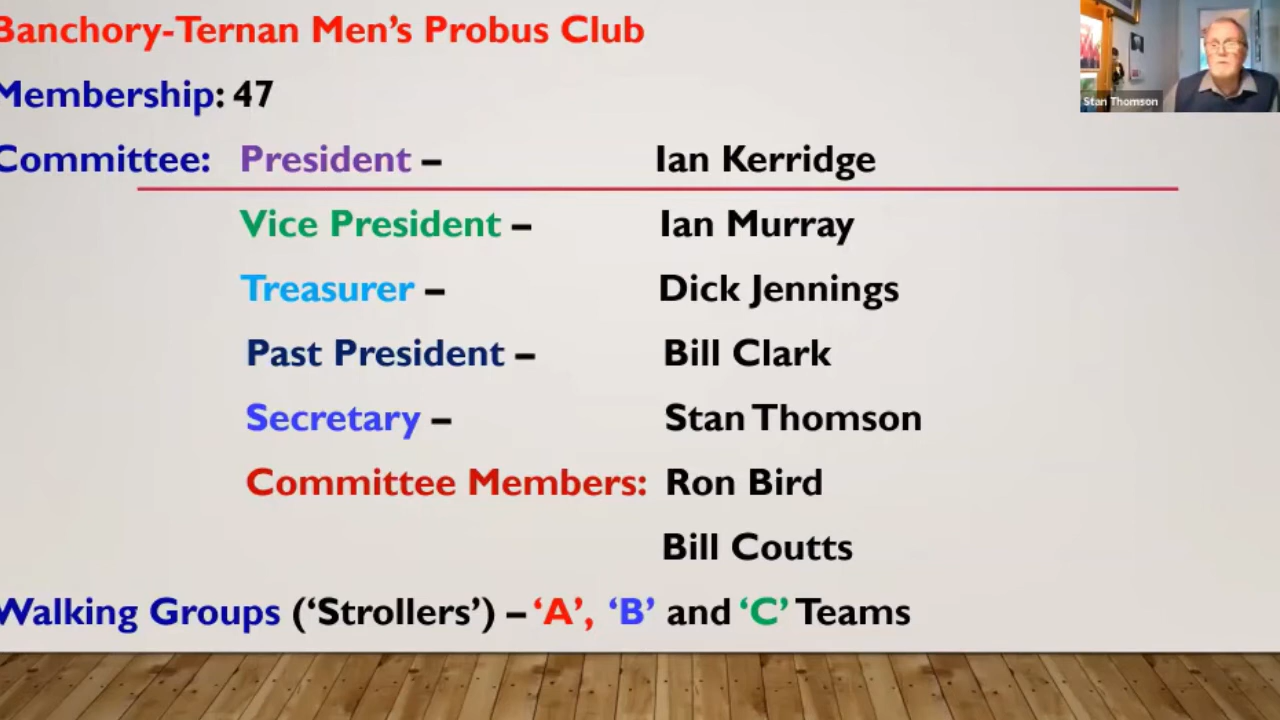 Banchory-Ternan Men's Probus Club
Membership: 47
Committee: President – Ian Kerridge
Vice President – Ian Murray
Treasurer – Dick Jennings
Past President – Bill Clark
Secretary – Stan Thomson
Committee Members: Ron Bird
Bill Coutts
Walking Groups ('Strollers') – 'A', 'B' and 'C' Teams
Stan Thomson